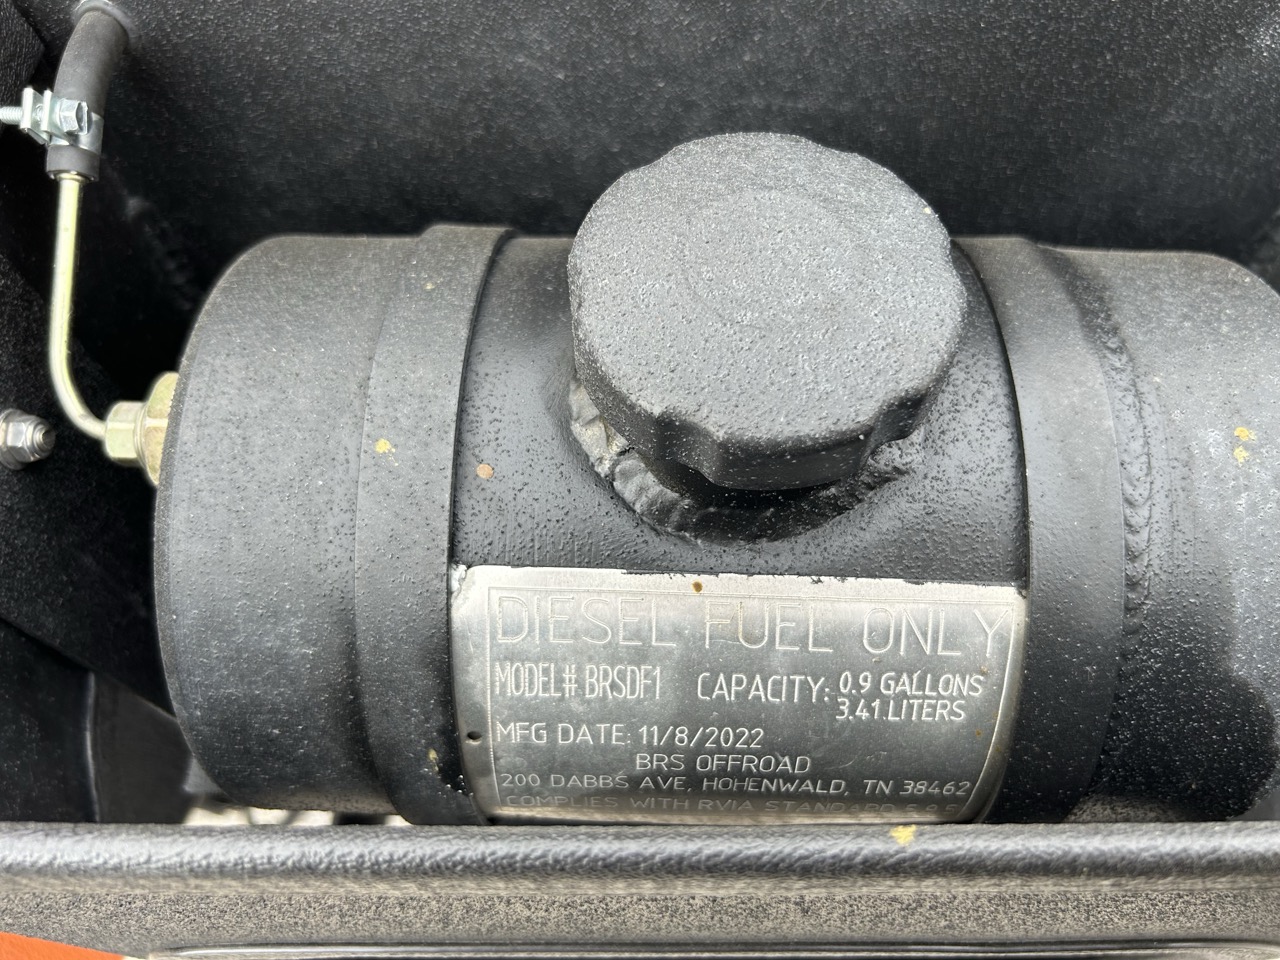 DIESEL FUEL ONLY
MODEL# BRSDF1 CAPACITY: 0.9 GALLONS
3.41 LITERS
MFG DATE: 11/8/2022
BRS OFFROAD
200 DABBS AVE, HOHENWALD, TN 38462
COMPLIES WITH RVIA STANDARD